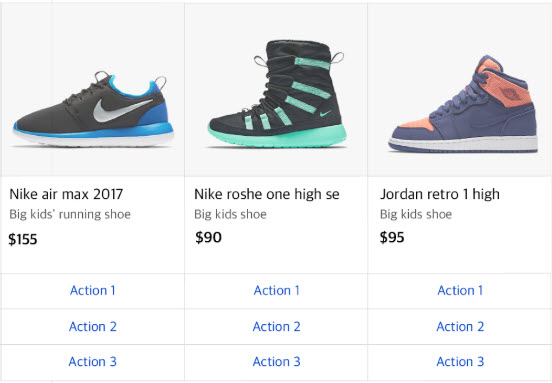 Nike air max 2017
Big kids' running shoe
$155
Action 1
Action 2
Action 3
Nike roshe one high se
Big kids shoe
$90
Action 1
Action 2
Action 3
Jordan retro 1 high
Big kids shoe
$95
Action 1
Action 2
Action 3